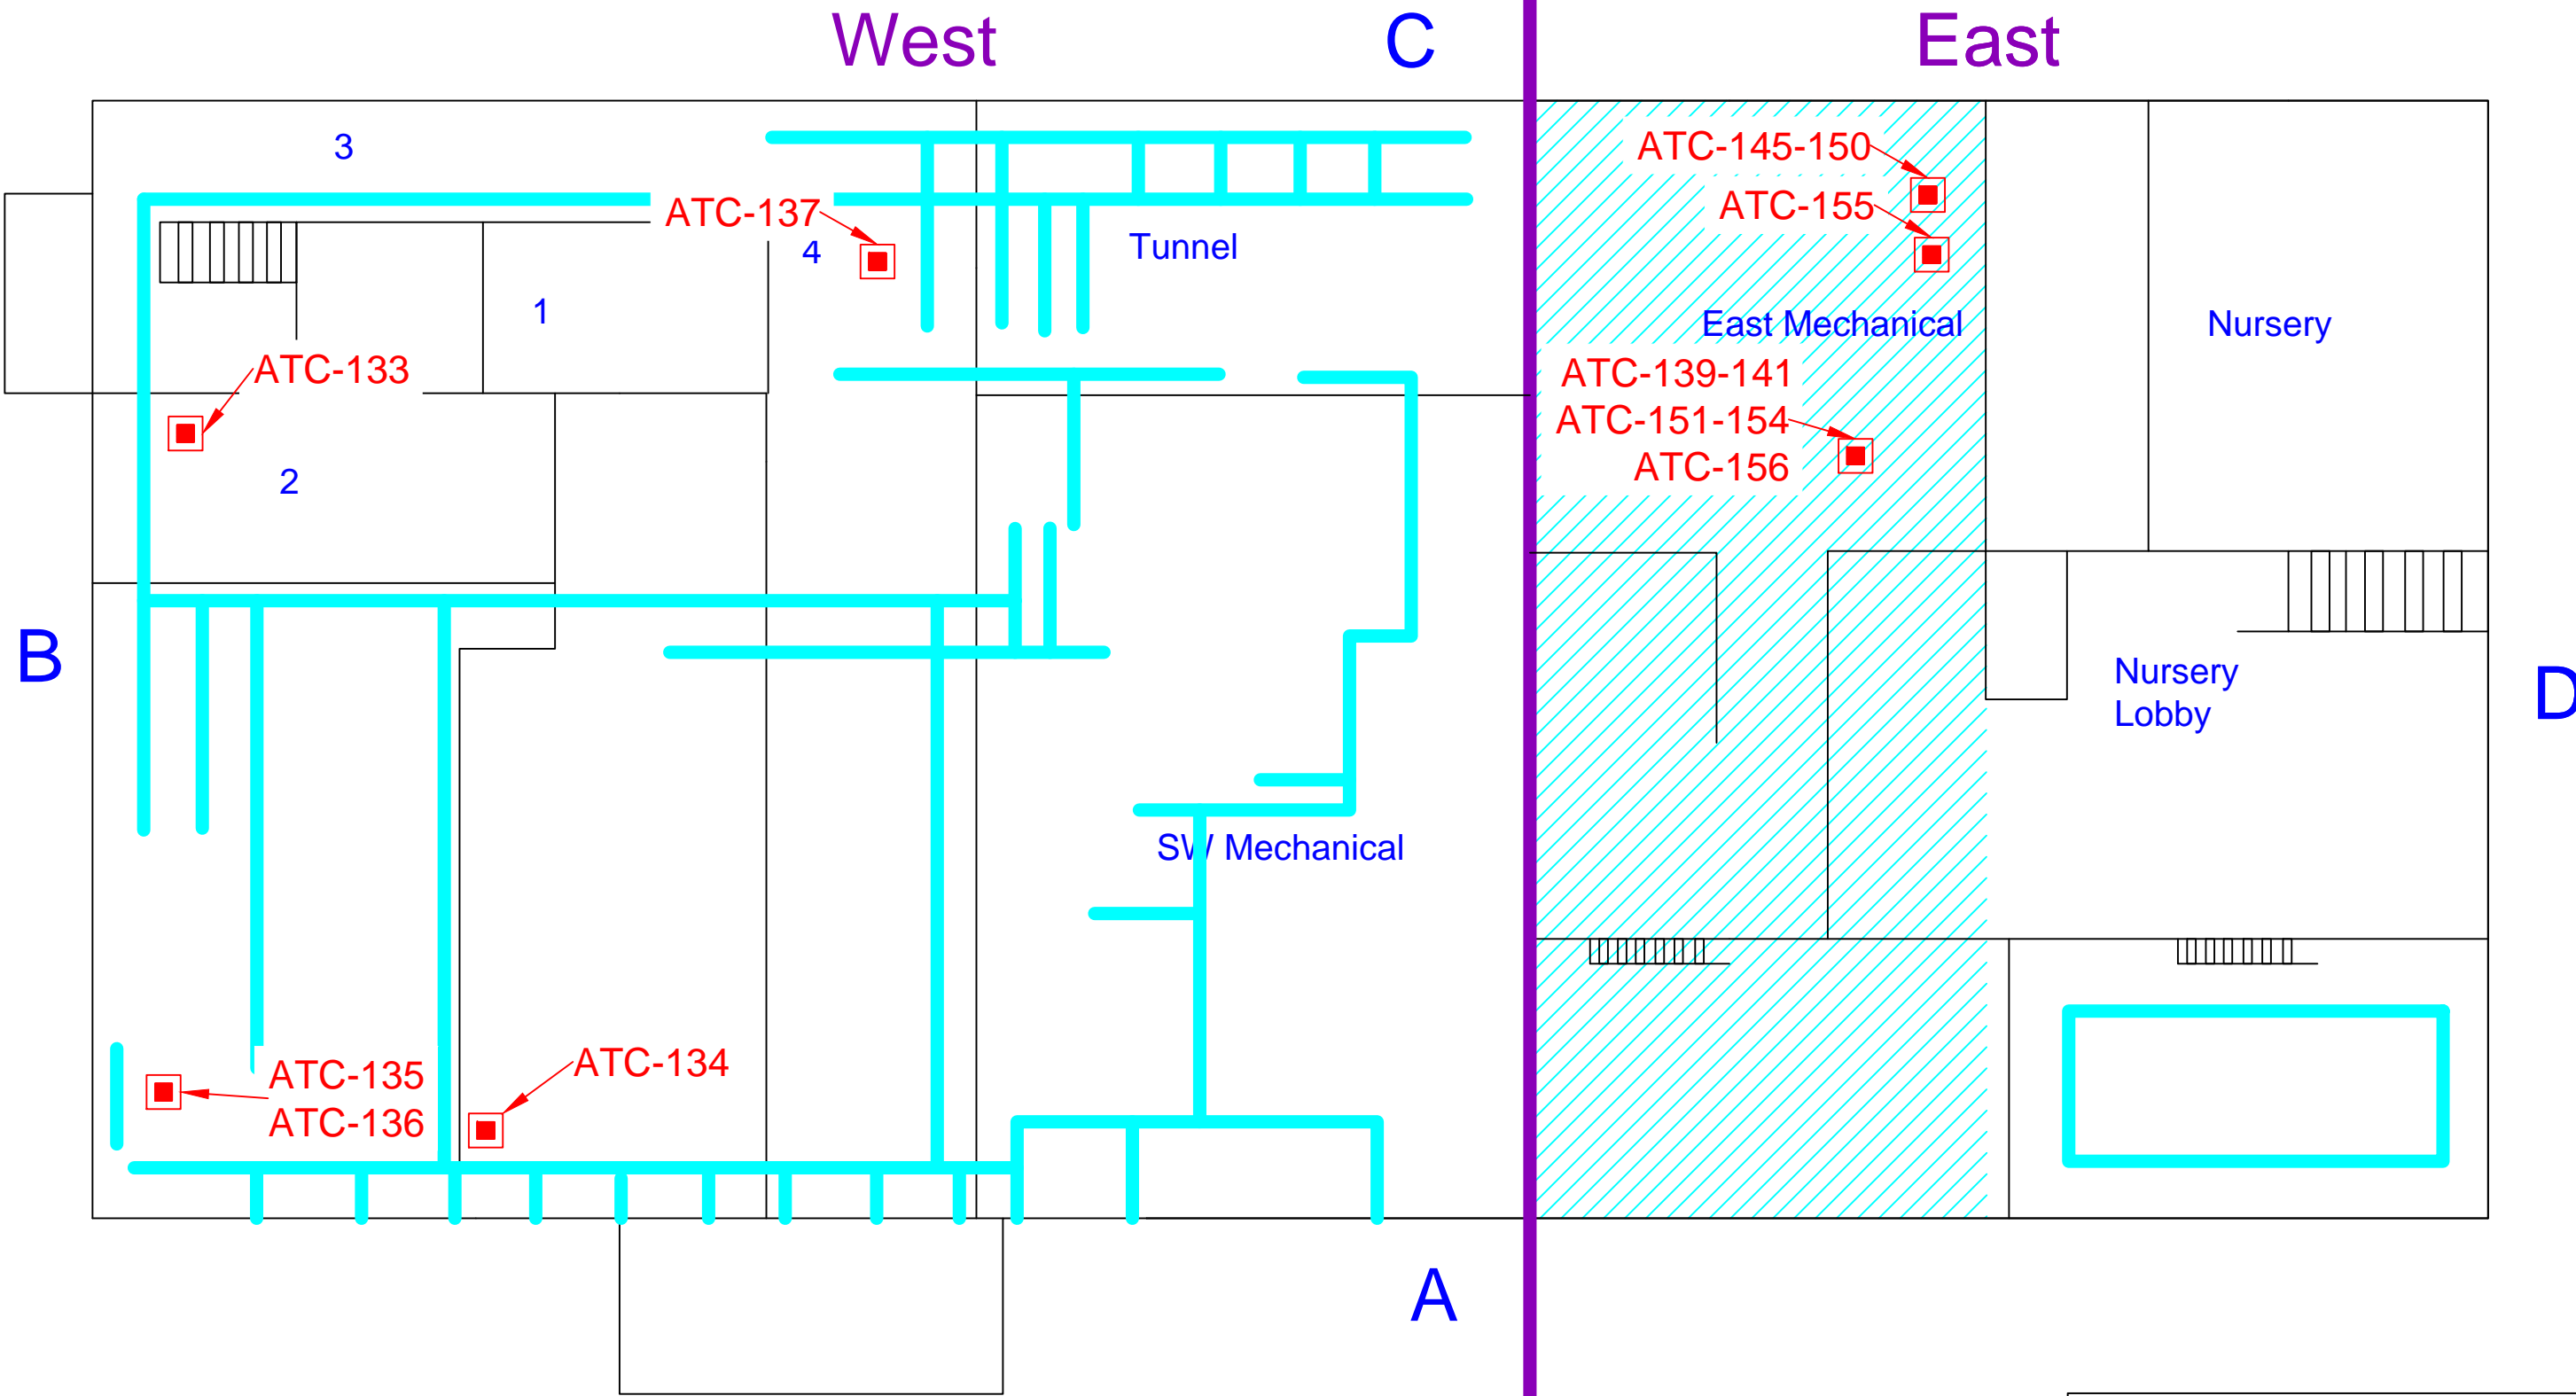 West
C
East
3
ATC-145-150
ATC-137
ATC-155
4
Tunnel
1
East Mechanical
Nursery
ATC-133
ATC-139-141
ATC-151-154
ATC-156
2
B
Nursery
Lobby
D
SW Mechanical
ATC-135
ATC-136
ATC-134
A